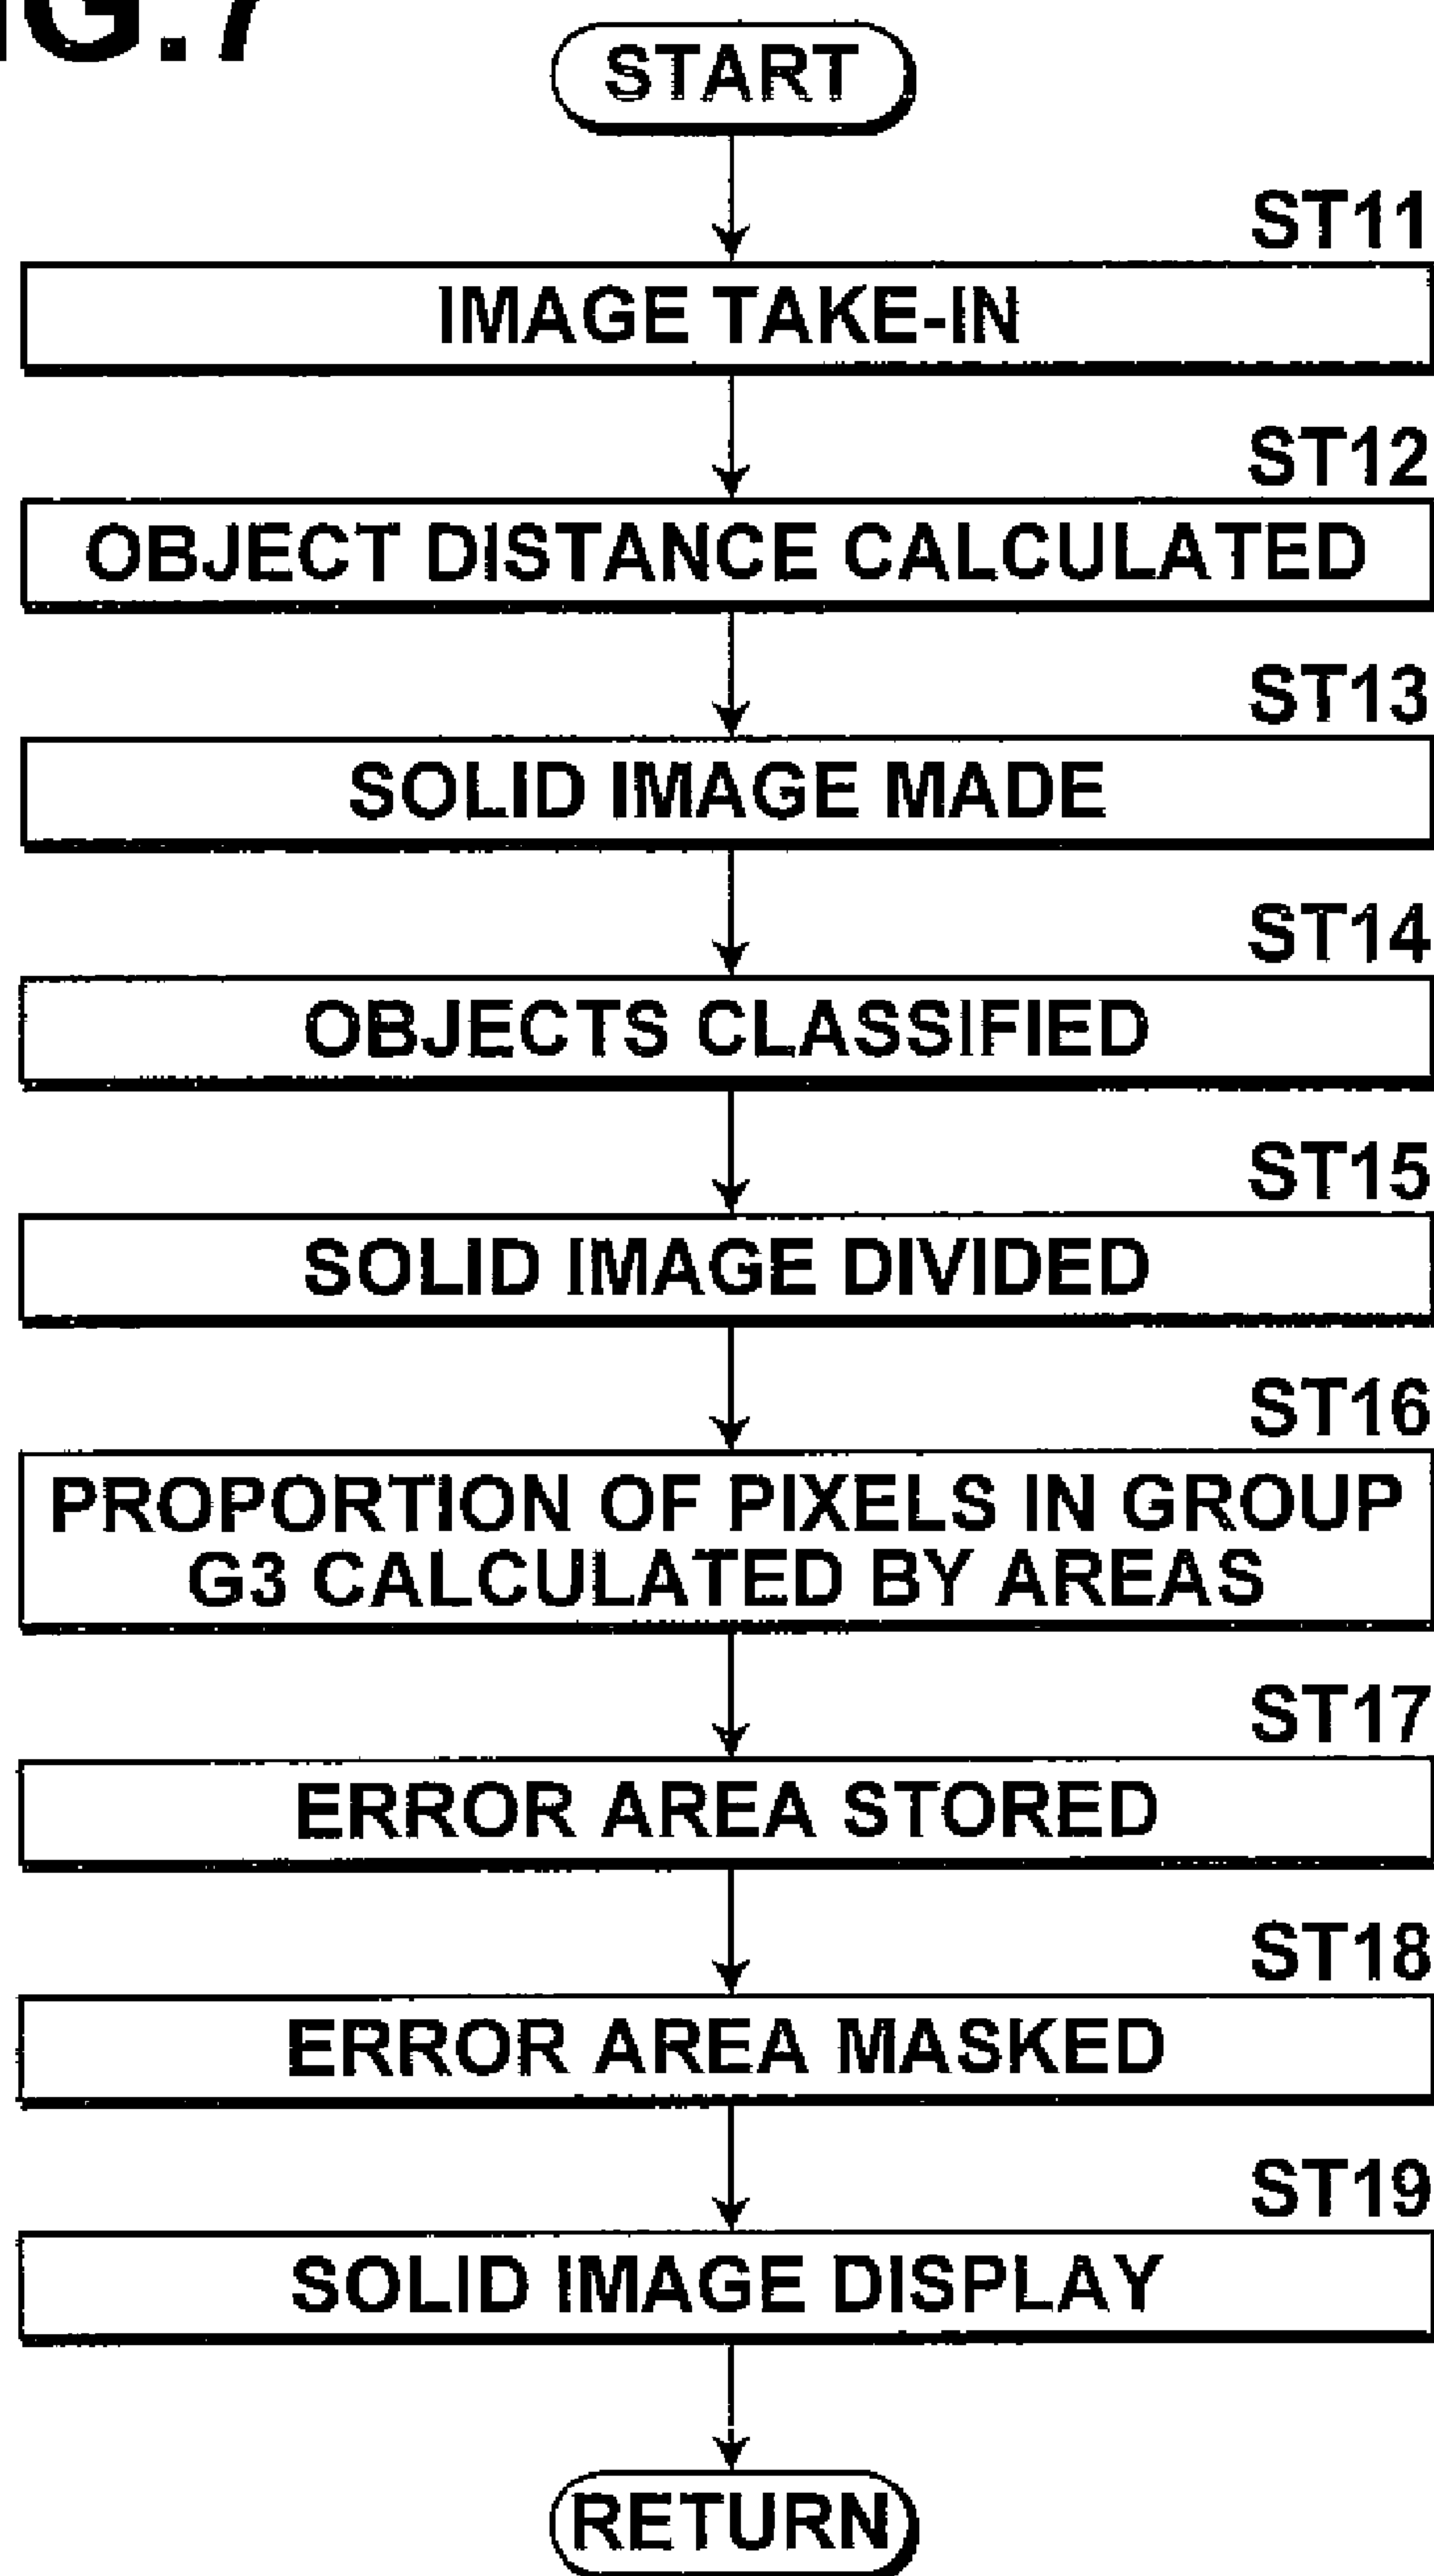 IG.7
START
ST11
IMAGE TAKE-IN
ST12
OBJECT DISTANCE CALCULATED
ST13
SOLID IMAGE MADE
ST14
OBJECTS CLASSIFIED
ST15
SOLID IMAGE DIVIDED
ST16
PROPORTION OF PIXELS IN GROUP
G3 CALCULATED BY AREAS
ST17
ERROR AREA STORED
ST18
ERROR AREA MASKED
ST19
SOLID IMAGE DISPLAY
RETURN